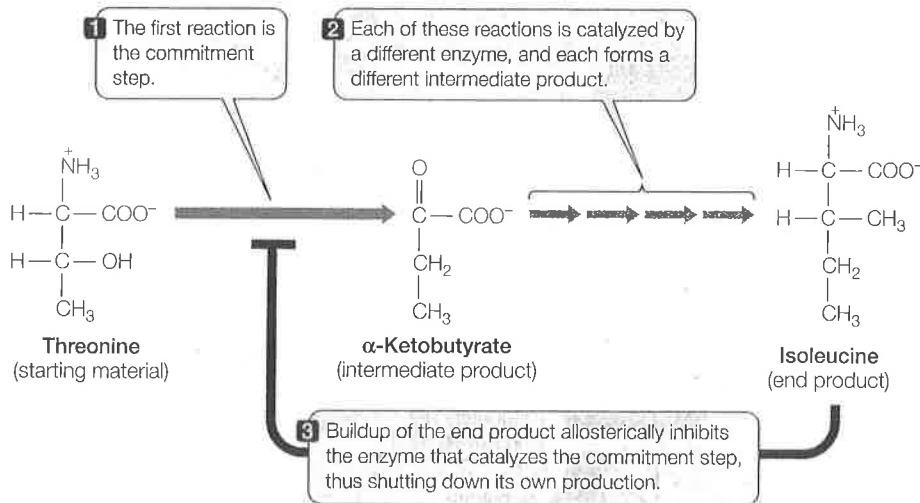 1 The first reaction is
the commitment
step.
2 Each of these reactions is catalyzed by
a different enzyme, and each forms a
different intermediate product.
+
NH₃
H—C—COO⁻
H—C—OH
CH₃
Threonine
(starting material)
O
C—COO⁻
CH₂
CH₃
α-Ketobutyrate
(intermediate product)
+
NH₃
H—C—COO⁻
H—C—CH₃
CH₂
CH₃
Isoleucine
(end product)
3 Buildup of the end product allosterically inhibits
the enzyme that catalyzes the commitment step,
thus shutting down its own production.